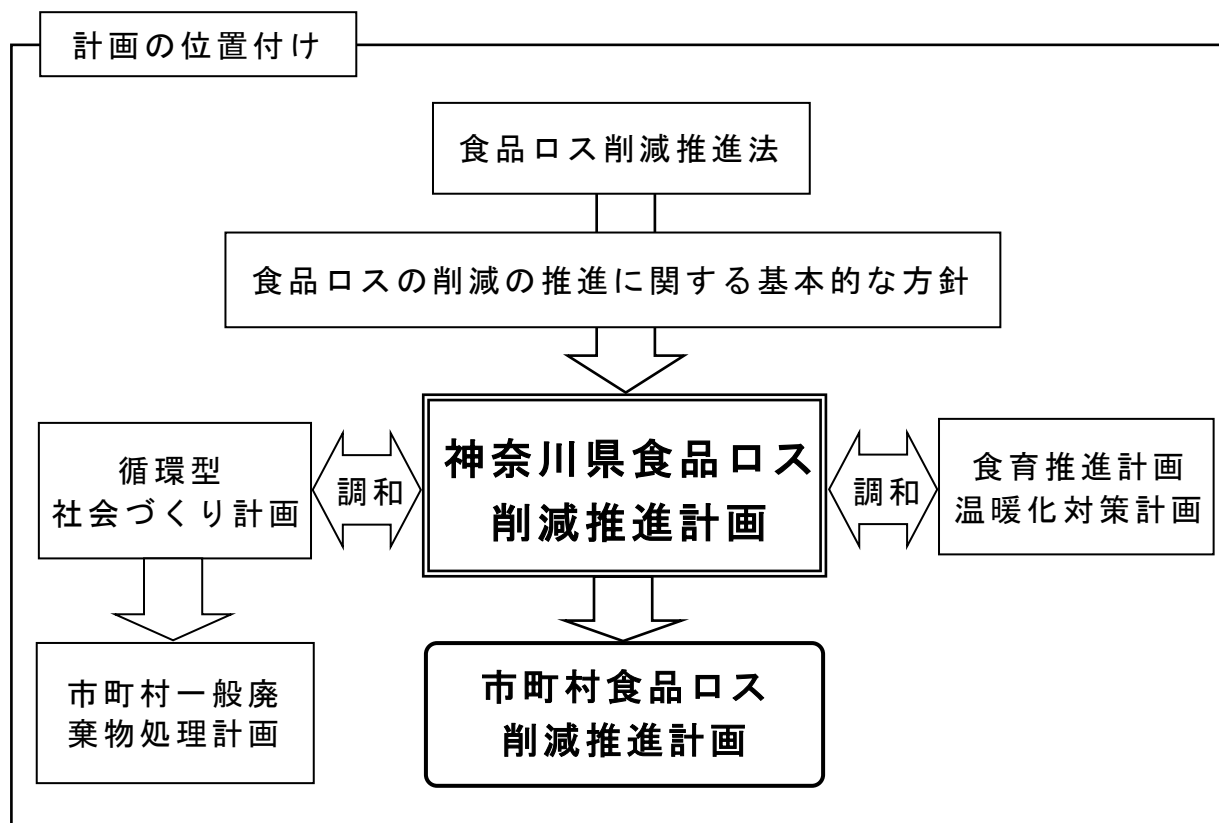 計画の位置付け
食品ロス削減推進法
食品ロスの削減の推進に関する基本的な方針
循環型
社会づくり計画
調和
神奈川県食品ロス
削減推進計画
調和
食育推進計画
温暖化対策計画
市町村一般廃
棄物処理計画
市町村食品ロス
削減推進計画